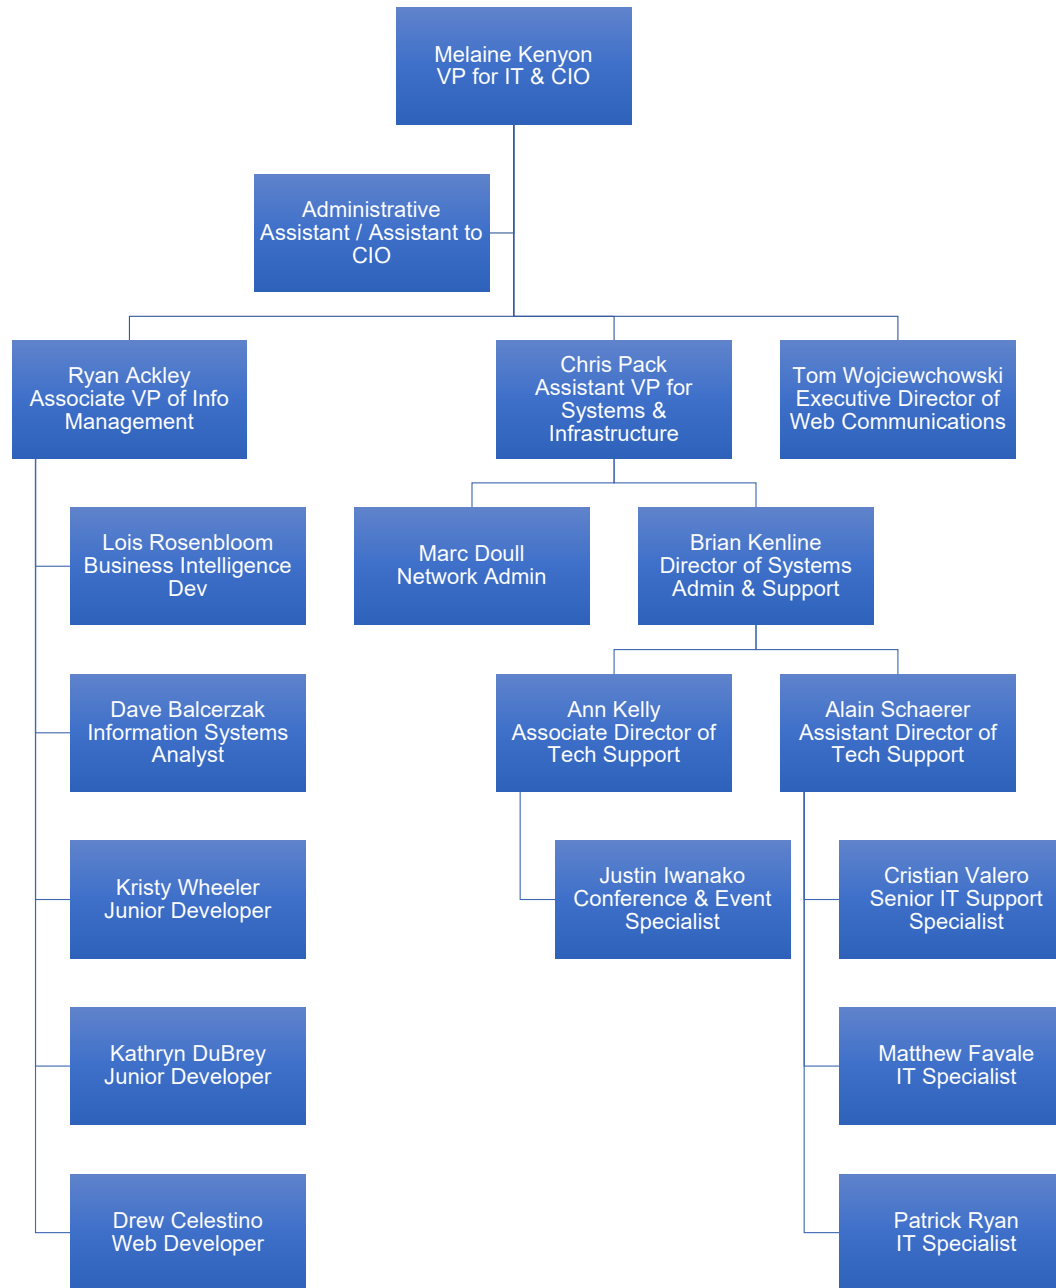 Melaine Kenyon
VP for IT & CIO
Administrative
Assistant / Assistant to
CIO
Ryan Ackley
Associate VP of Info
Management
Chris Pack
Assistant VP for
Systems &
Infrastructure
Tom Wojciewchowski
Executive Director of
Web Communications
Lois Rosenbloom
Business Intelligence
Dev
Marc Doull
Network Admin
Brian Kenline
Director of Systems
Admin & Support
Dave Balcerzak
Information Systems
Analyst
Ann Kelly
Associate Director of
Tech Support
Alain Schaerer
Assistant Director of
Tech Support
Kristy Wheeler
Junior Developer
Justin Iwanako
Conference & Event
Specialist
Cristian Valero
Senior IT Support
Specialist
Kathryn DuBrey
Junior Developer
Matthew Favale
IT Specialist
Drew Celestino
Web Developer
Patrick Ryan
IT Specialist